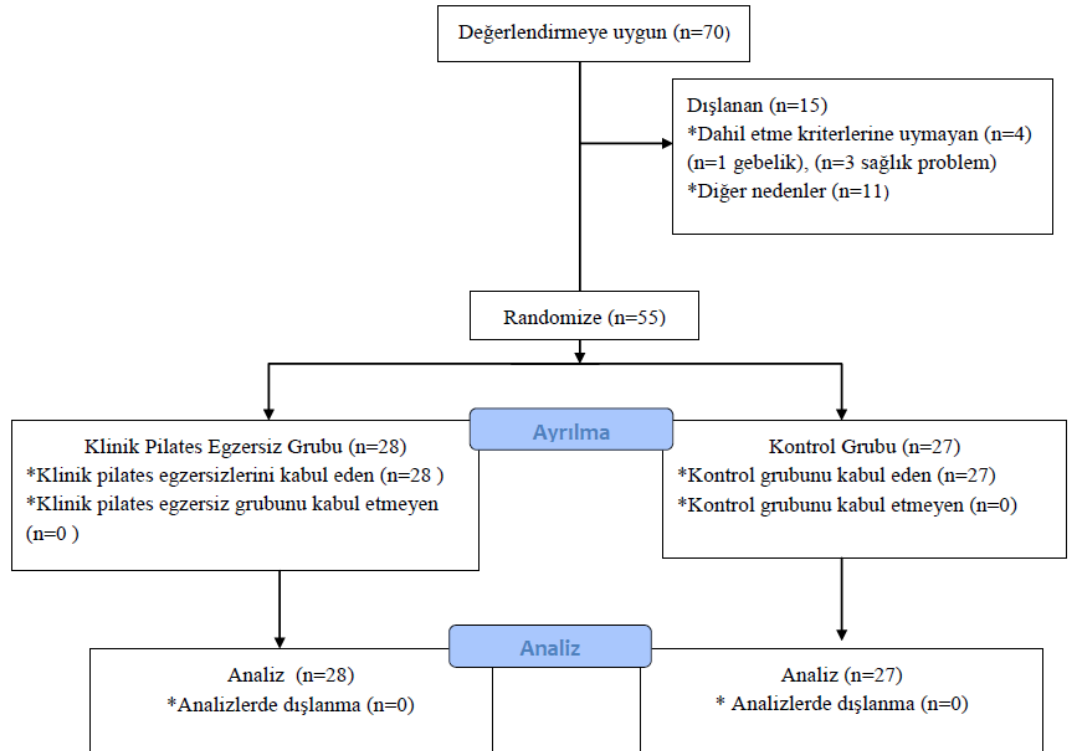 Değerlendirmeye uygun (n=70)
Dışlanan (n=15)
*Dahil etme kriterlerine uymayan (n=4)
(n=1 gebelik), (n=3 sağlık problem)
*Diğer nedenler (n=11)
Randomize (n=55)
Ayrılma
Klinik Pilates Egzersiz Grubu (n=28)
*Klinik pilates egzersizlerini kabul eden (n=28 )
*Klinik pilates egzersiz grubunu kabul etmeyen
(n=0 )
Kontrol Grubu (n=27)
*Kontrol grubunu kabul eden (n=27)
*Kontrol grubunu kabul etmeyen (n=0)
Analiz
Analiz (n=28)
*Analizlerde dışlanma (n=0)
Analiz (n=27)
* Analizlerde dışlanma (n=0)